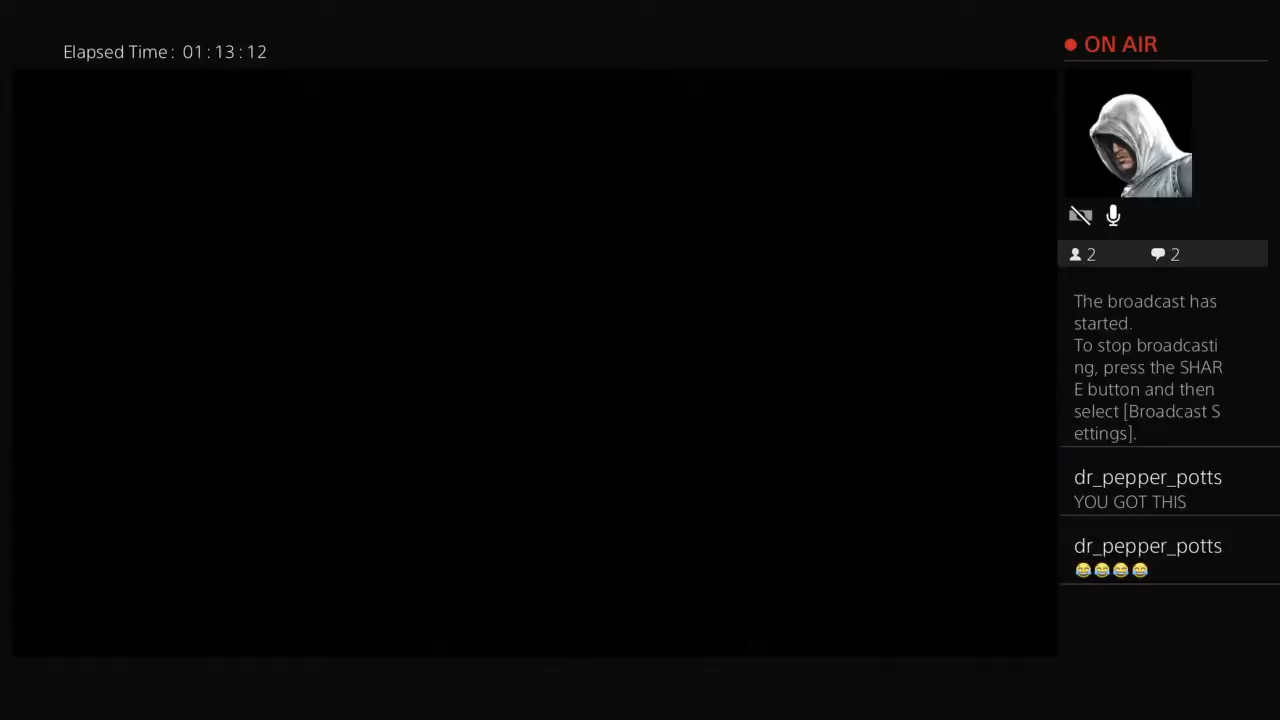 Elapsed Time: 01:13:12
ON AIR
2 2
The broadcast has
started.
To stop broadcasti
ng, press the SHAR
E button and then
select [Broadcast S
ettings].
dr_pepper_potts
YOU GOT THIS
dr_pepper_potts
😂😂😂😂